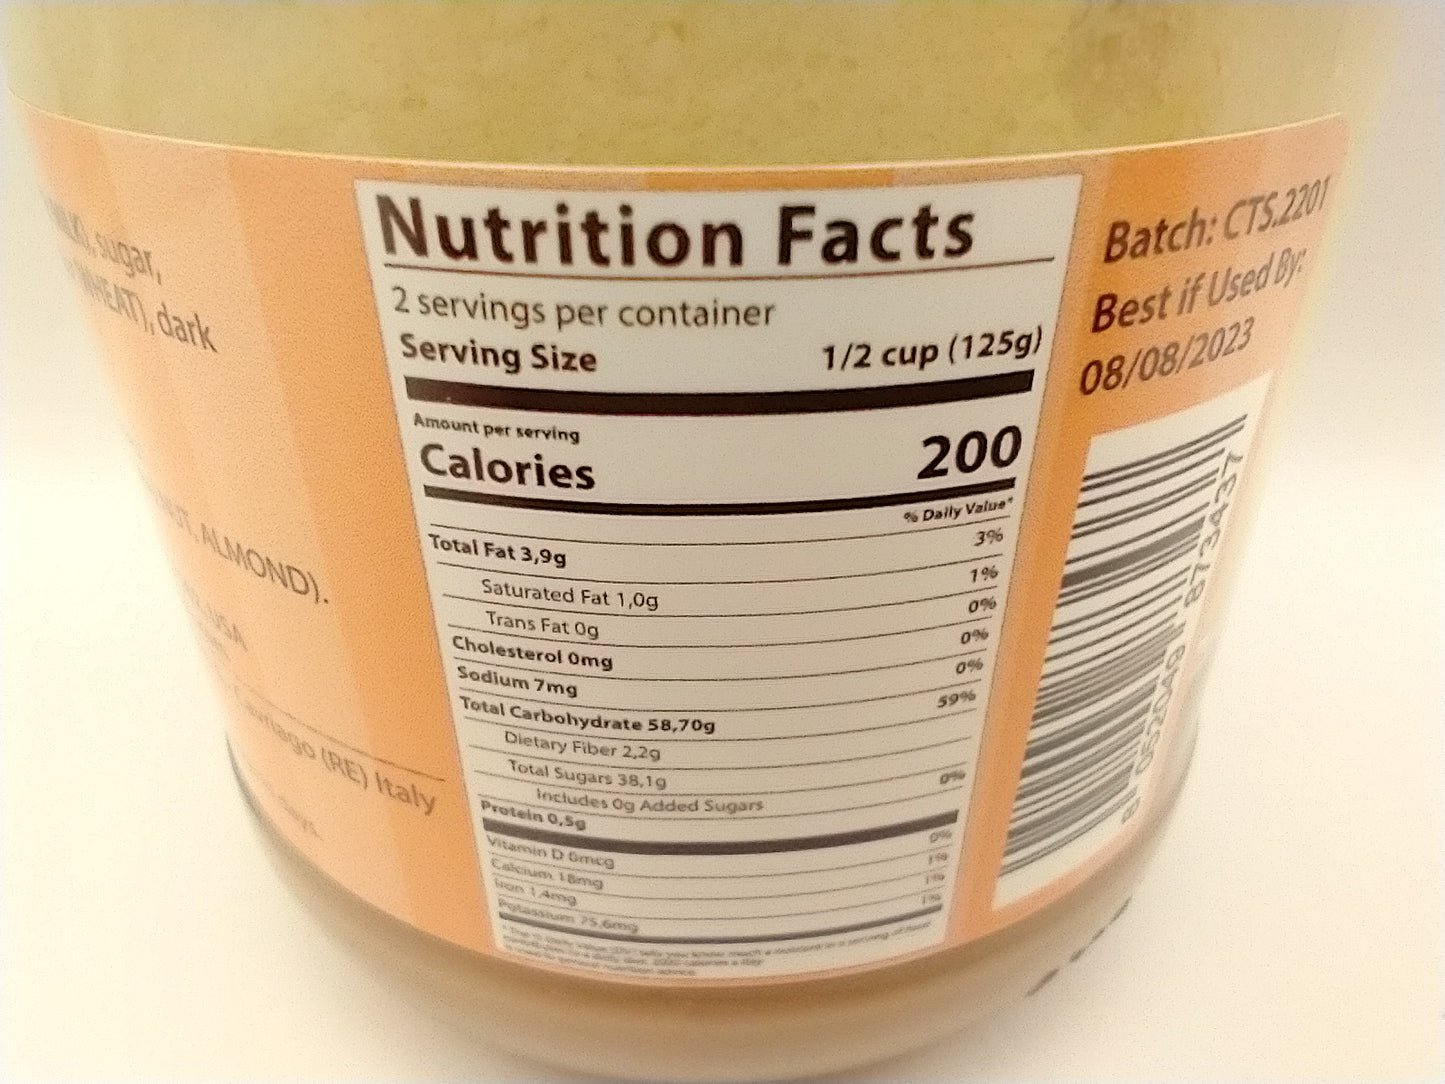 sugar,
WHEAT), dark
ALMOND).
USA
(RE) Italy
Nutrition Facts
2 servings per container
Serving Size 1/2 cup (125g)
Amount per serving
Calories 200
% Daily Value*
Total Fat 3,9g 3%
Saturated Fat 1,0g 1%
Trans Fat 0g 0%
Cholesterol 0mg 0%
Sodium 7mg 0%
Total Carbohydrate 58,70g 59%
Dietary Fiber 2,2g
Total Sugars 38,1g
Includes 0g Added Sugars 0%
Protein 0,5g
Vitamin D 0mcg 0%
Calcium 18mg 1%
Iron 1,4mg 1%
Potassium 75,6mg 1%
Batch: CTS.2201
Best if Used By:
08/08/2023
052049 873437